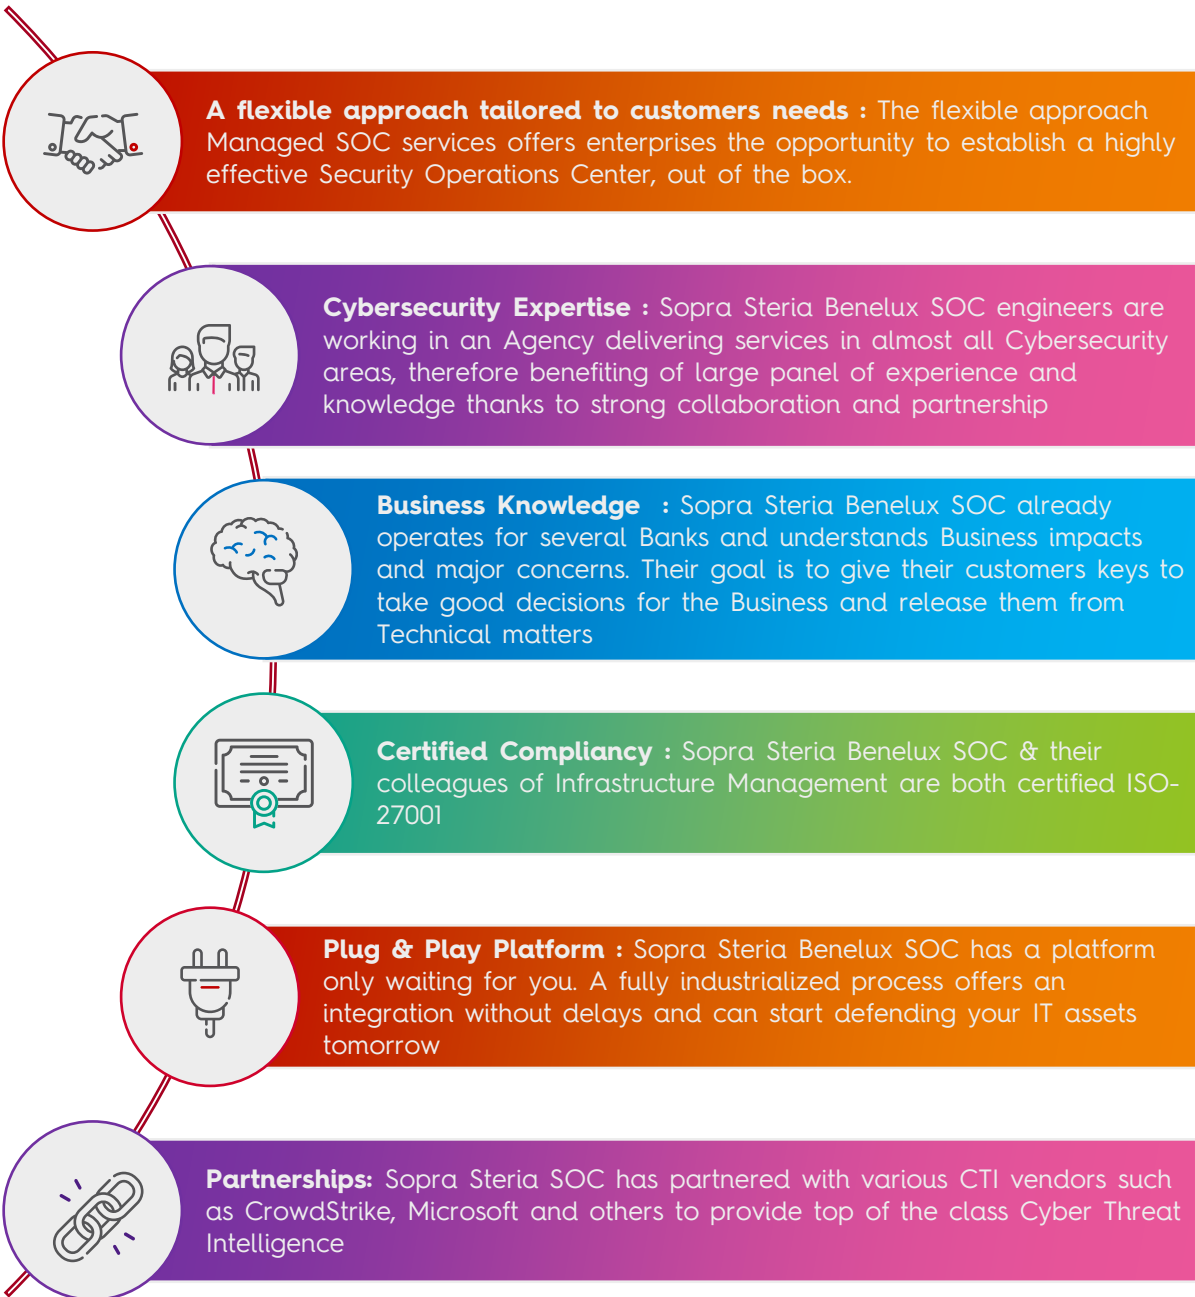 A flexible approach tailored to customers needs : The flexible approach
Managed SOC services offers enterprises the opportunity to establish a highly
effective Security Operations Center, out of the box.
Cybersecurity Expertise : Sopra Steria Benelux SOC engineers are
working in an Agency delivering services in almost all Cybersecurity
areas, therefore benefiting of large panel of experience and
knowledge thanks to strong collaboration and partnership
Business Knowledge : Sopra Steria Benelux SOC already
operates for several Banks and understands Business impacts
and major concerns. Their goal is to give their customers keys to
take good decisions for the Business and release them from
Technical matters
Certified Compliancy : Sopra Steria Benelux SOC & their
colleagues of Infrastructure Management are both certified ISO-
27001
Plug & Play Platform : Sopra Steria Benelux SOC has a platform
only waiting for you. A fully industrialized process offers an
integration without delays and can start defending your IT assets
tomorrow
Partnerships: Sopra Steria SOC has partnered with various CTI vendors such
as CrowdStrike, Microsoft and others to provide top of the class Cyber Threat
Intelligence